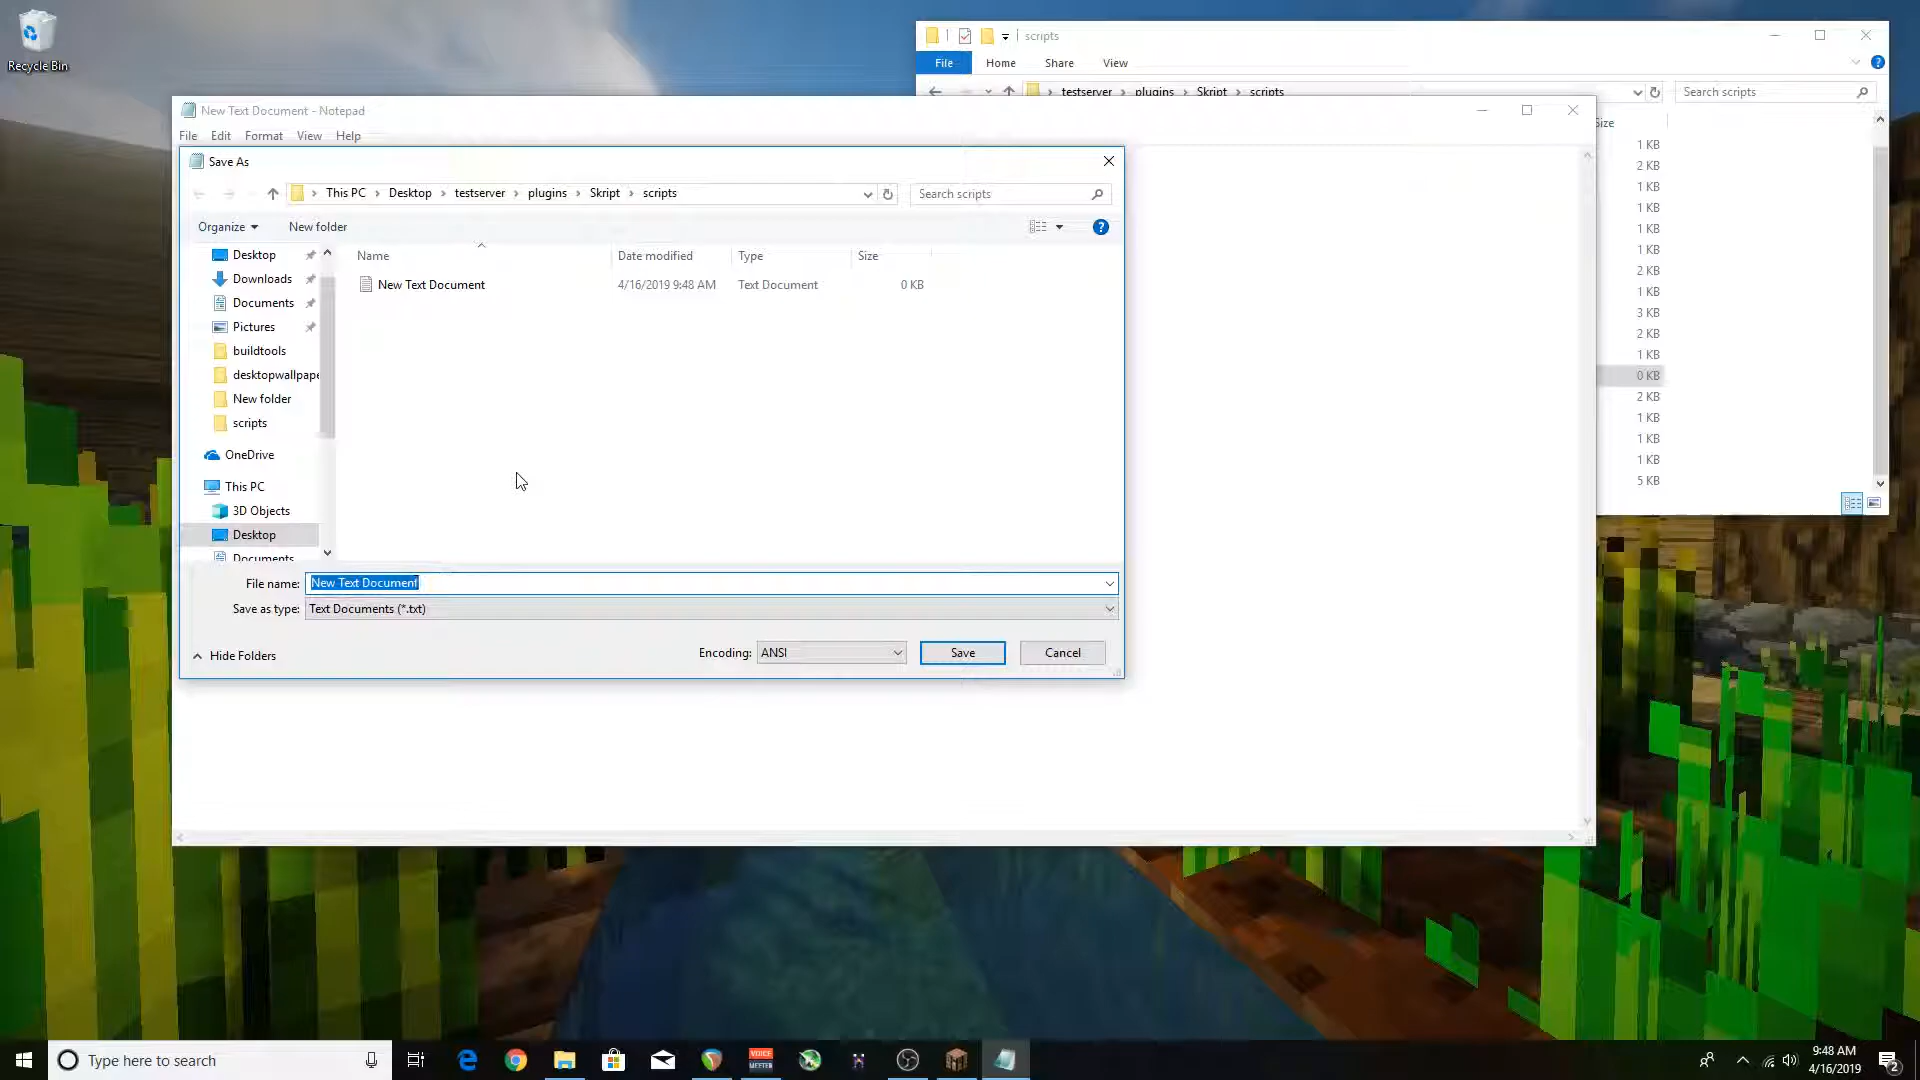 Recycle Bin
scripts
File Home Share View
testserver › plugins › Skript › scripts
Search scripts
New Text Document - Notepad
File Edit Format View Help
Size
1 KB
2 KB
1 KB
1 KB
1 KB
1 KB
2 KB
1 KB
3 KB
2 KB
1 KB
0 KB
2 KB
1 KB
1 KB
1 KB
5 KB
Save As
This PC › Desktop › testserver › plugins › Skript › scripts
Search scripts
Organize New folder
Name Date modified Type Size
New Text Document 4/16/2019 9:48 AM Text Document 0 KB
Desktop
Downloads
Documents
Pictures
buildtools
desktopwallpape
New folder
scripts
OneDrive
This PC
3D Objects
Desktop
Documents
File name: New Text Document
Save as type: Text Documents (*.txt)
Hide Folders
Encoding: ANSI
Save
Cancel
Type here to search
VOICE
MEETER
9:48 AM
4/16/2019
2